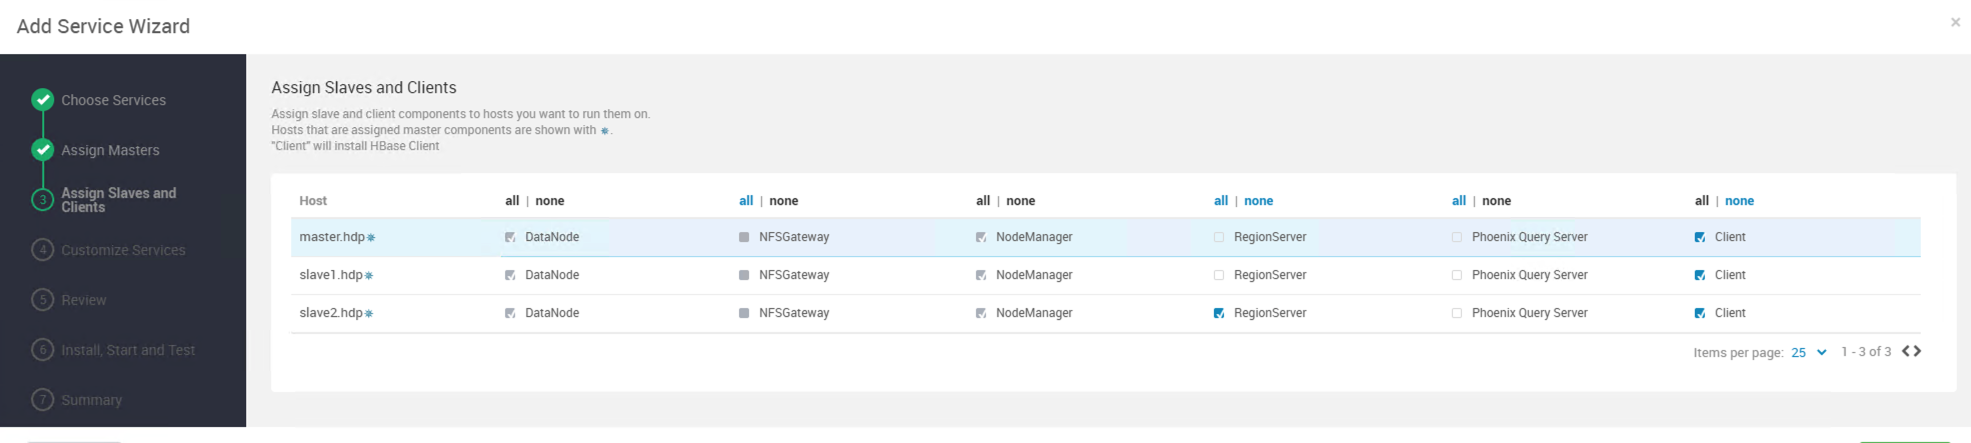 Add Service Wizard ×
Choose Services
Assign Masters
3 Assign Slaves and Clients
4 Customize Services
5 Review
6 Install, Start and Test
7 Summary
Assign Slaves and Clients
Assign slave and client components to hosts you want to run them on.
Hosts that are assigned master components are shown with ✵.
"Client" will install HBase Client
Host all | none all | none all | none all | none all | none all | none
master.hdp✵ DataNode NFSGateway NodeManager RegionServer Phoenix Query Server Client
slave1.hdp✵ DataNode NFSGateway NodeManager RegionServer Phoenix Query Server Client
slave2.hdp✵ DataNode NFSGateway NodeManager RegionServer Phoenix Query Server Client
Items per page: 25 1 - 3 of 3